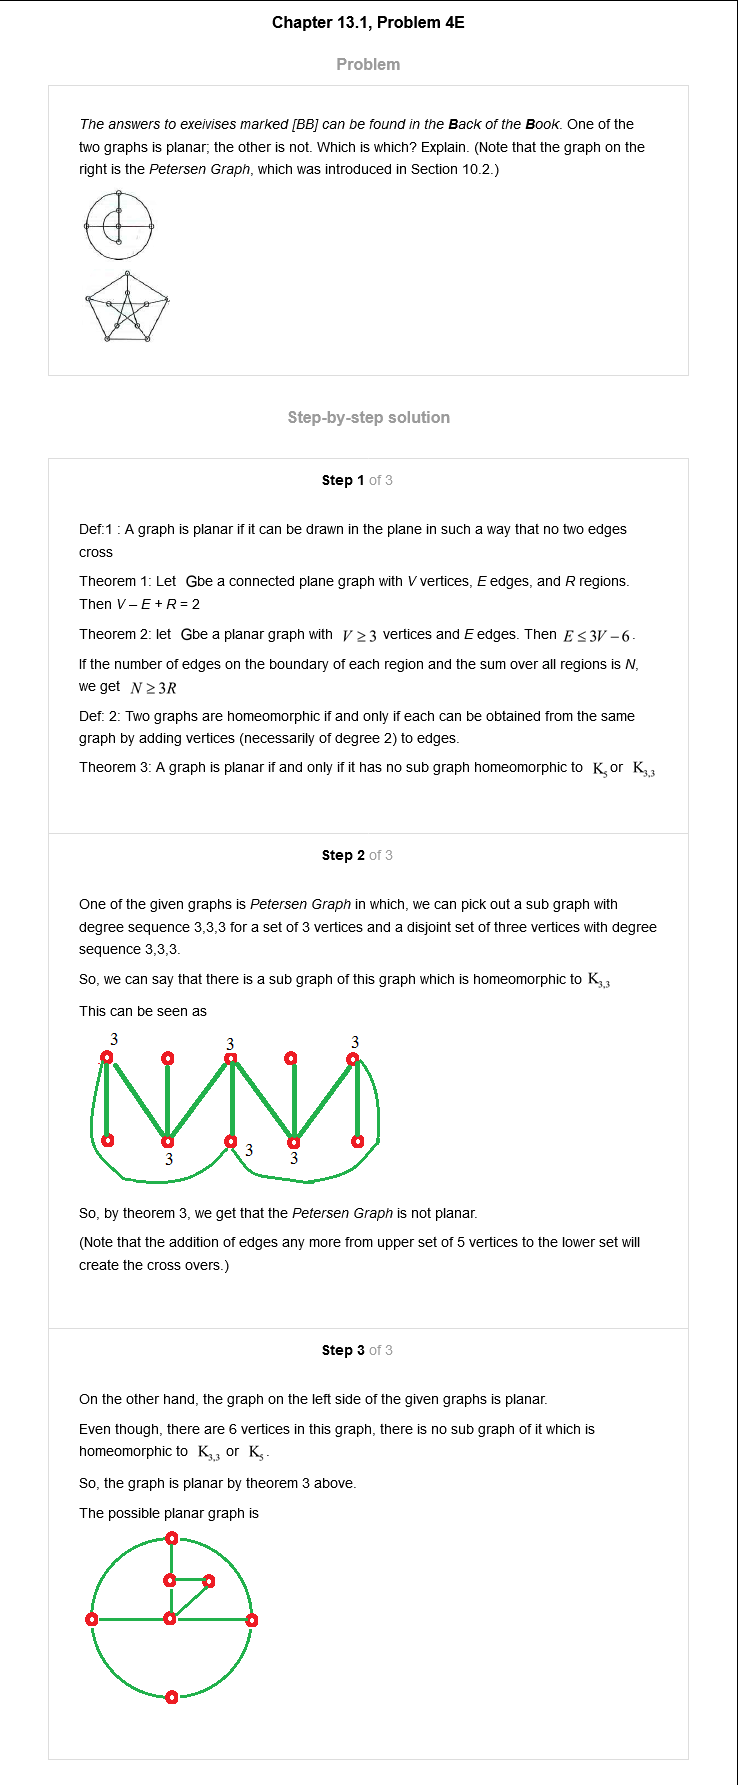 Chapter 13.1, Problem 4E
Problem
The answers to exeivises marked [BB] can be found in the Back of the Book. One of the
two graphs is planar; the other is not. Which is which? Explain. (Note that the graph on the
right is the Petersen Graph, which was introduced in Section 10.2.)
Step-by-step solution
Step 1 of 3
Def:1 : A graph is planar if it can be drawn in the plane in such a way that no two edges
cross
Theorem 1: Let Gbe a connected plane graph with V vertices, E edges, and R regions.
Then V – E + R = 2
Theorem 2: let Gbe a planar graph with V ≥ 3 vertices and E edges. Then E ≤ 3V – 6.
If the number of edges on the boundary of each region and the sum over all regions is N,
we get N ≥ 3R
Def: 2: Two graphs are homeomorphic if and only if each can be obtained from the same
graph by adding vertices (necessarily of degree 2) to edges.
Theorem 3: A graph is planar if and only if it has no sub graph homeomorphic to K₅ or K₃,₃
Step 2 of 3
One of the given graphs is Petersen Graph in which, we can pick out a sub graph with
degree sequence 3,3,3 for a set of 3 vertices and a disjoint set of three vertices with degree
sequence 3,3,3.
So, we can say that there is a sub graph of this graph which is homeomorphic to K₃,₃
This can be seen as
3 3 3
3 3 3
So, by theorem 3, we get that the Petersen Graph is not planar.
(Note that the addition of edges any more from upper set of 5 vertices to the lower set will
create the cross overs.)
Step 3 of 3
On the other hand, the graph on the left side of the given graphs is planar.
Even though, there are 6 vertices in this graph, there is no sub graph of it which is
homeomorphic to K₃,₃ or K₅.
So, the graph is planar by theorem 3 above.
The possible planar graph is